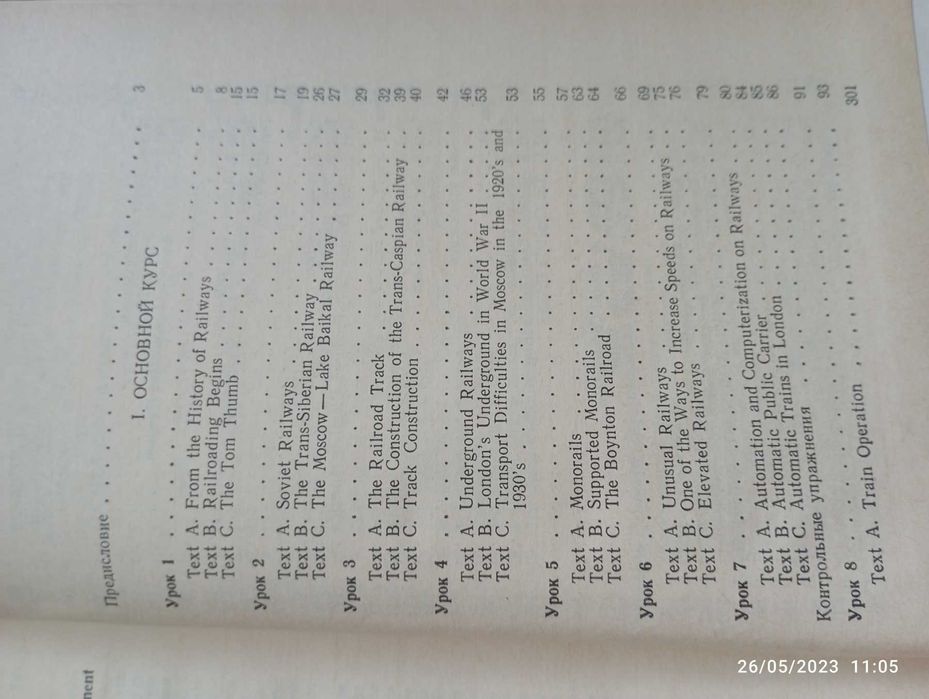 Предисловие . . . 3
I. ОСНОВНОЙ КУРС
Урок 1 . . . 5
Text A. From the History of Railways . . . 8
Text B. Railroading Begins . . . 15
Text C. The Tom Thumb . . . 15
Урок 2 . . . 17
Text A. Soviet Railways . . . 19
Text B. The Trans-Siberian Railway . . . 26
Text C. The Moscow — Lake Baikal Railway . . . 27
Урок 3 . . . 29
Text A. The Railroad Track . . . 32
Text B. The Construction of the Trans-Caspian Railway . . . 39
Text C. Track Construction . . . 40
Урок 4 . . . 42
Text A. Underground Railways . . . 46
Text B. London's Underground in World War II . . . 53
Text C. Transport Difficulties in Moscow in the 1920's and
1930's . . . 53
Урок 5 . . . 55
Text A. Monorails . . . 57
Text B. Supported Monorails . . . 63
Text C. The Boynton Railroad . . . 64
Урок 6 . . . 66
Text A. Unusual Railways . . . 69
Text B. One of the Ways to Increase Speeds on Railways . . . 75
Text C. Elevated Railways . . . 76
Урок 7 . . . 79
Text A. Automation and Computerization on Railways . . . 80
Text B. Automatic Public Carrier . . . 84
Text C. Automatic Trains in London . . . 85
Контрольные упражнения . . . 86
Урок 8 . . . 91
Text A. Train Operation . . . 93
301
26/05/2023 11:05